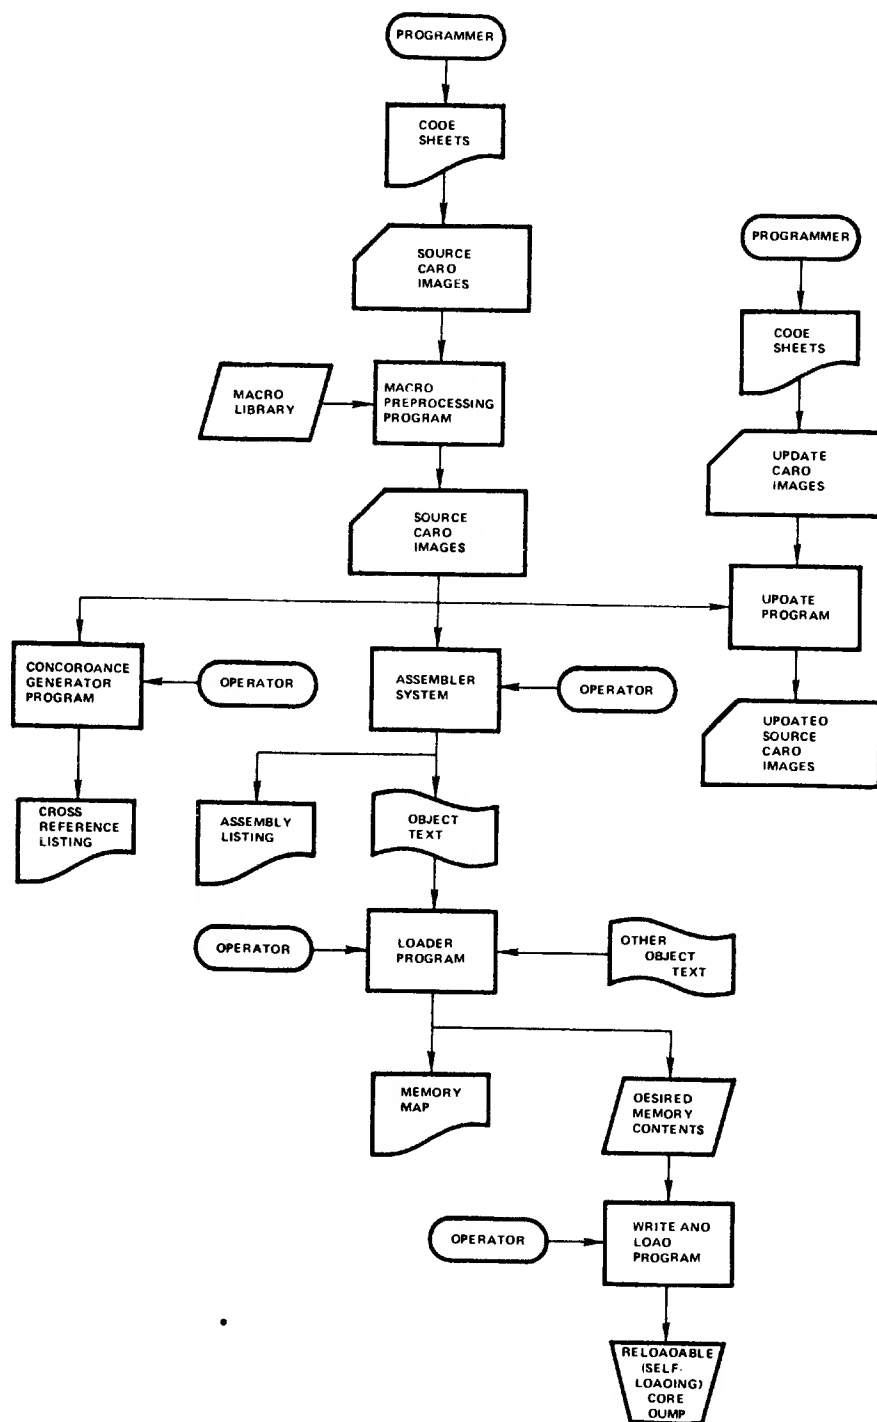 PROGRAMMER
COOE
SHEETS
SOURCE
CARO
IMAGES
PROGRAMMER
COOE
SHEETS
MACRO
LIBRARY
MACRO
PREPROCESSING
PROGRAM
UPDATE
CARO
IMAGES
SOURCE
CARO
IMAGES
UPDATE
PROGRAM
CONCOROANCE
GENERATOR
PROGRAM
OPERATOR
ASSEMBLER
SYSTEM
OPERATOR
UPOATEO
SOURCE
CARO
IMAGES
CROSS
REFERENCE
LISTING
ASSEMBLY
LISTING
OBJECT
TEXT
OPERATOR
LOADER
PROGRAM
OTHER
OBJECT
TEXT
MEMORY
MAP
OESIRED
MEMORY
CONTENTS
OPERATOR
WRITE ANO
LOAO
PROGRAM
RELOAOABLE
(SELF-
LOAOING)
CORE
OUMP